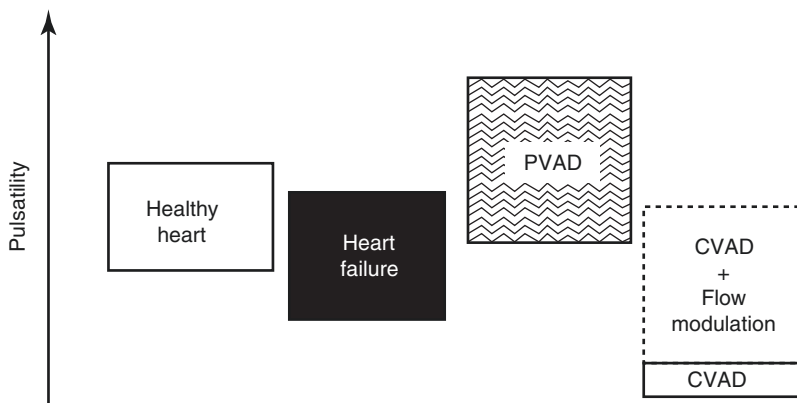 Pulsatility
Healthy
heart
Heart
failure
PVAD
CVAD
+
Flow
modulation
CVAD